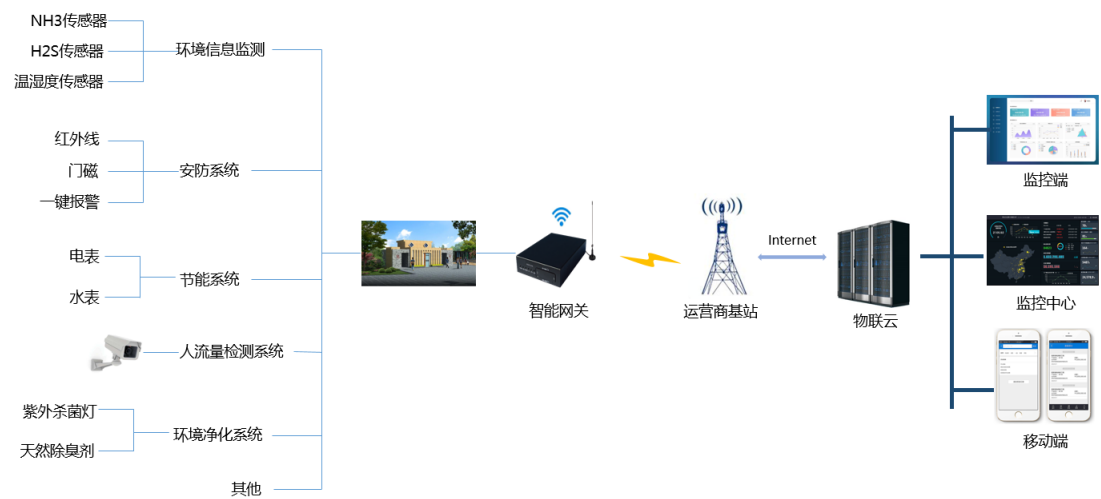 NH3传感器
H2S传感器
温湿度传感器
环境信息监测
红外线
门磁
一键报警
安防系统
电表
水表
节能系统
人流量检测系统
紫外杀菌灯
天然除臭剂
环境净化系统
其他
智能网关
运营商基站
Internet
物联云
监控端
监控中心
移动端